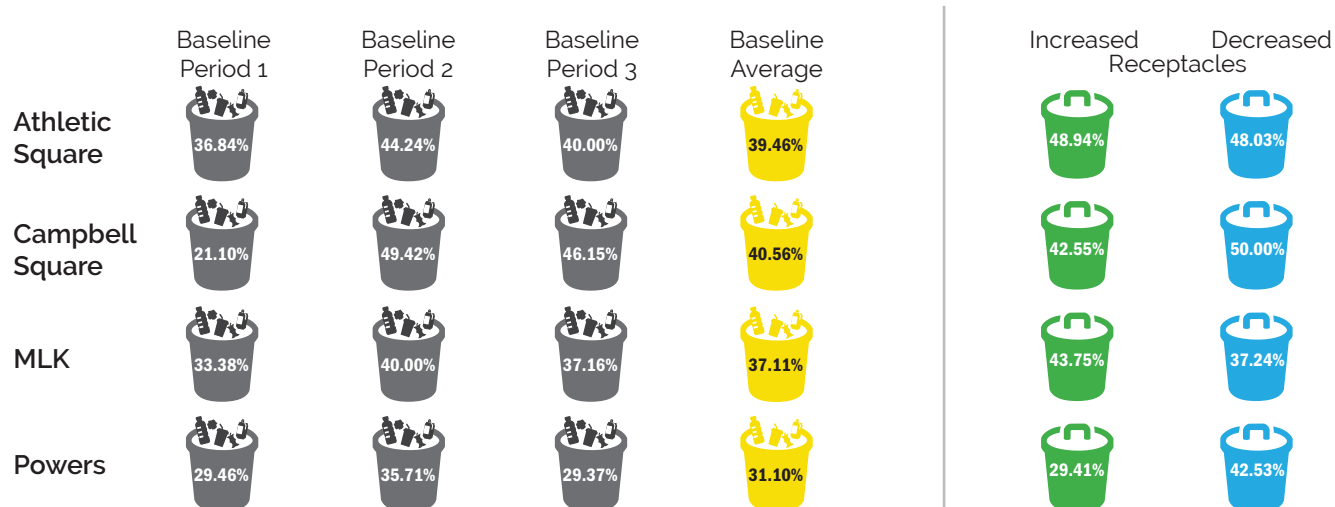 Baseline Period 1
Baseline Period 2
Baseline Period 3
Baseline Average
Increased Decreased
Receptacles
Athletic Square
36.84% 44.24% 40.00% 39.46% 48.94% 48.03%
Campbell Square
21.10% 49.42% 46.15% 40.56% 42.55% 50.00%
MLK
33.38% 40.00% 37.16% 37.11% 43.75% 37.24%
Powers
29.46% 35.71% 29.37% 31.10% 29.41% 42.53%